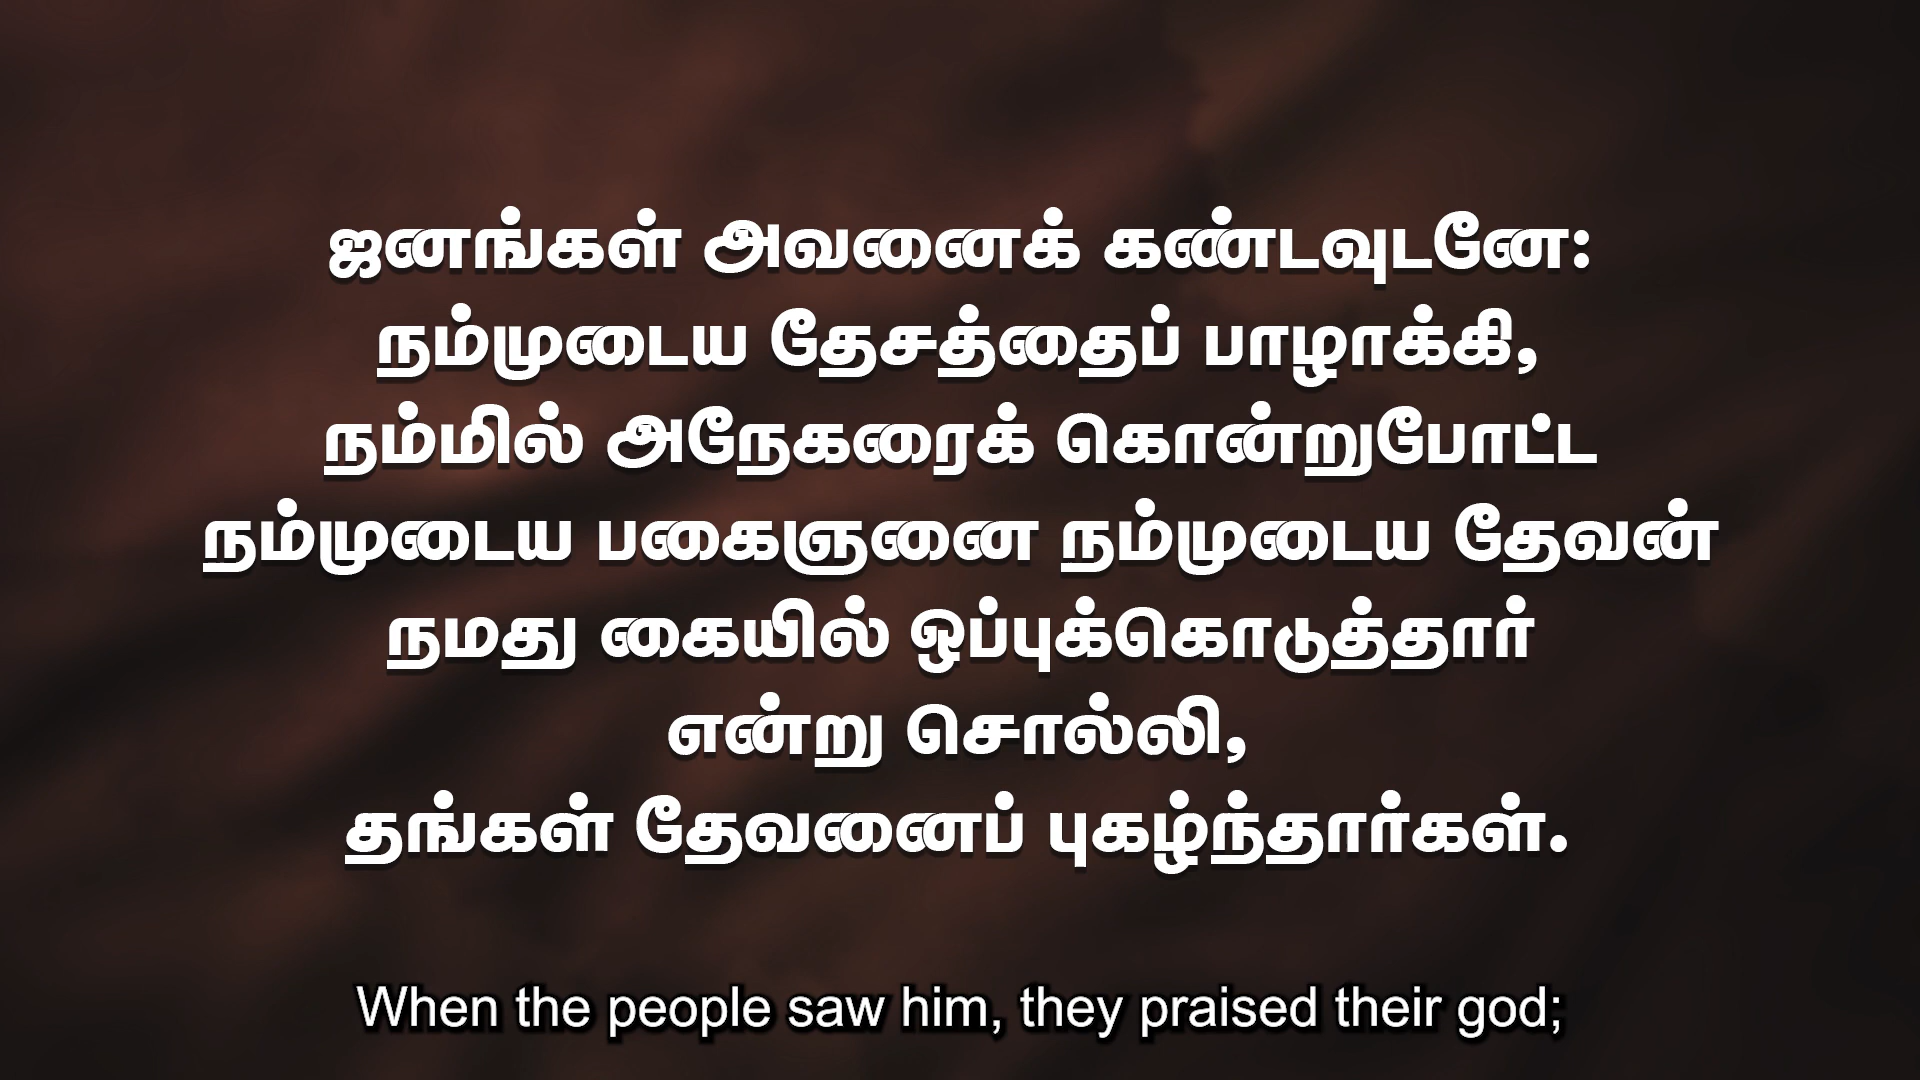 ஜனங்கள் அவனைக் கண்டவுடனே:
நம்முடைய தேசத்தைப் பாழாக்கி,
நம்மில் அநேகரைக் கொன்றுபோட்ட
நம்முடைய பகைஞனை நம்முடைய தேவன்
நமது கையில் ஒப்புக்கொடுத்தார்
என்று சொல்லி,
தங்கள் தேவனைப் புகழ்ந்தார்கள்.
When the people saw him, they praised their god;